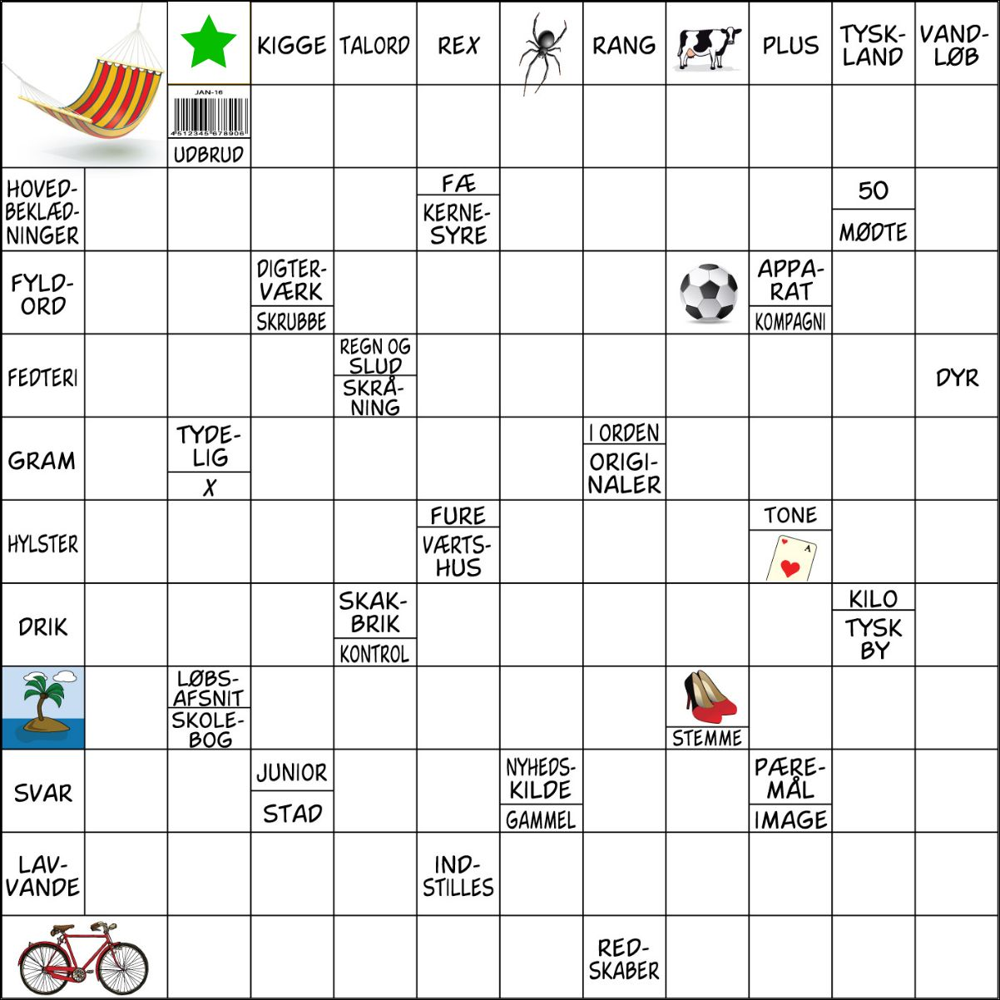 KIGGE
TALORD
REX
RANG
PLUS
TYSK-
LAND
VAND-
LØB
JAN-16
4512345 678906
UDBRUD
HOVED-
BEKLÆD-
NINGER
FÆ
KERNE-
SYRE
50
MØDTE
FYLD-
ORD
DIGTER-
VÆRK
SKRUBBE
APPA-
RAT
KOMPAGNI
FEDTERI
REGN OG
SLUD
SKRÅ-
NING
DYR
GRAM
TYDE-
LIG
X
I ORDEN
ORIGI-
NALER
HYLSTER
FURE
VÆRTS-
HUS
TONE
A
DRIK
SKAK-
BRIK
KONTROL
KILO
TYSK
BY
LØBS-
AFSNIT
SKOLE-
BOG
STEMME
SVAR
JUNIOR
STAD
NYHEDS-
KILDE
GAMMEL
PÆRE-
MÅL
IMAGE
LAV-
VANDE
IND-
STILLES
RED-
SKABER